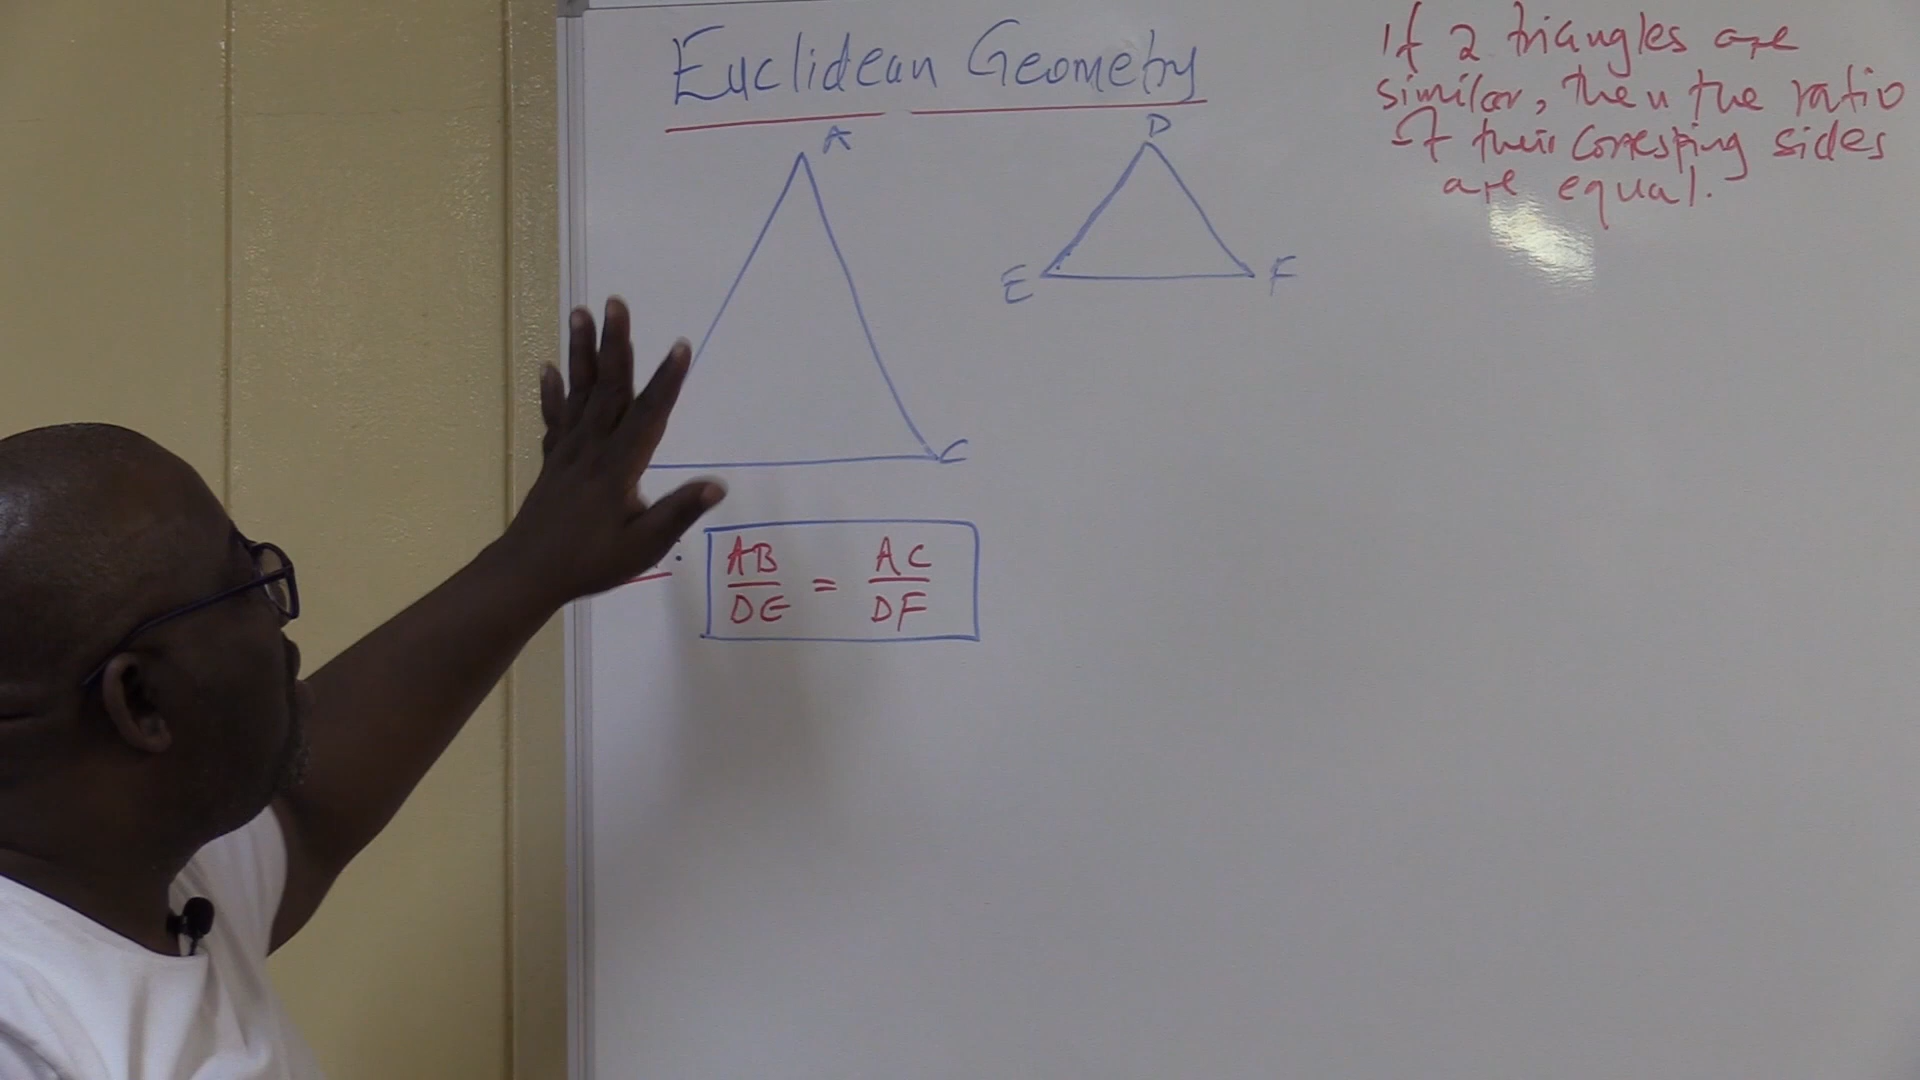 Euclidean Geometry
If 2 triangles are
similar, then the ratio
of their corresping sides
are equal.
A
D
E F
C
: AB/DE = AC/DF